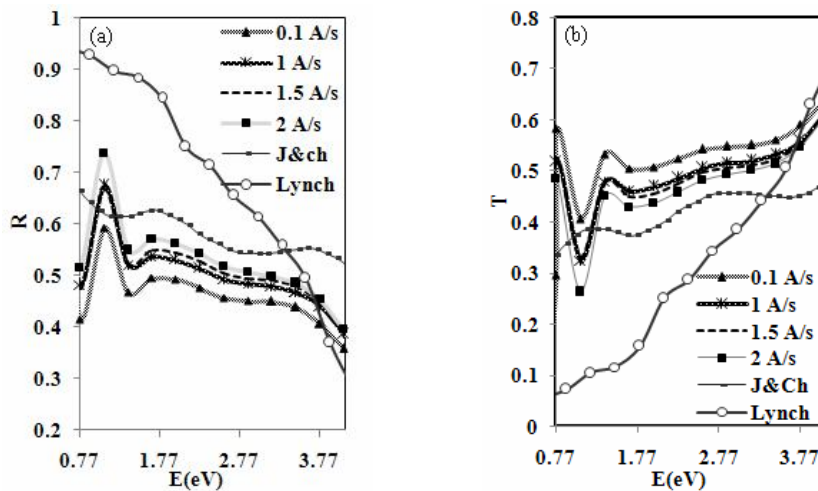 (a)
1
0.9
0.8
0.7
0.6
0.5
0.4
0.3
0.2
R
0.77 1.77 2.77 3.77
E(eV)
0.1 A/s
1 A/s
1.5 A/s
2 A/s
J&ch
Lynch
(b)
0.8
0.7
0.6
0.5
0.4
0.3
0.2
0.1
0
T
0.77 1.77 2.77 3.77
E(eV)
0.1 A/s
1 A/s
1.5 A/s
2 A/s
J&Ch
Lynch